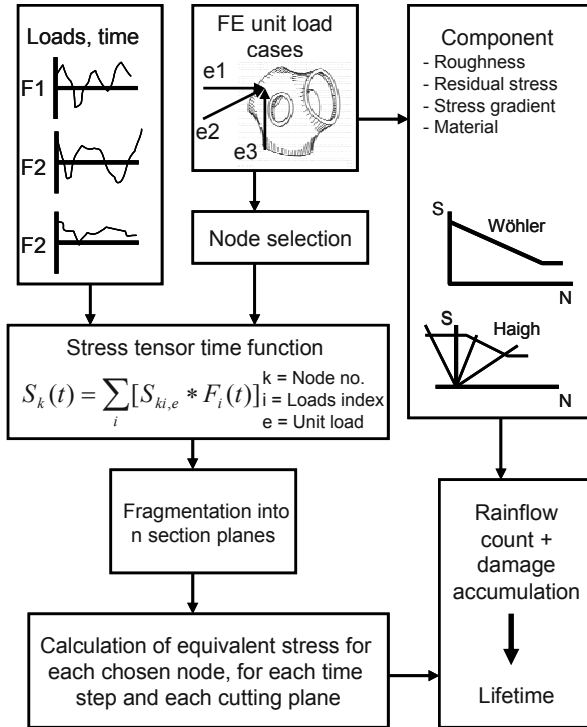 Loads, time
F1
F2
F2
FE unit load
cases
e1
e2
e3
Component
- Roughness
- Residual stress
- Stress gradient
- Material
S
Wöhler
N
S
Haigh
N
Node selection
Stress tensor time function
S_k(t) = ∑_i [S_{ki,e} * F_i(t)]
k = Node no.
i = Loads index
e = Unit load
Fragmentation into
n section planes
Calculation of equivalent stress for
each chosen node, for each time
step and each cutting plane
Rainflow
count +
damage
accumulation
Lifetime